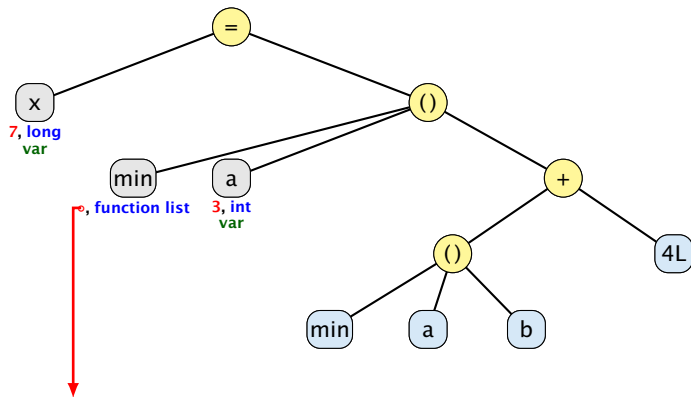 =
x
7, long
var
()
min
, function list
a
3, int
var
+
()
4L
min
a
b